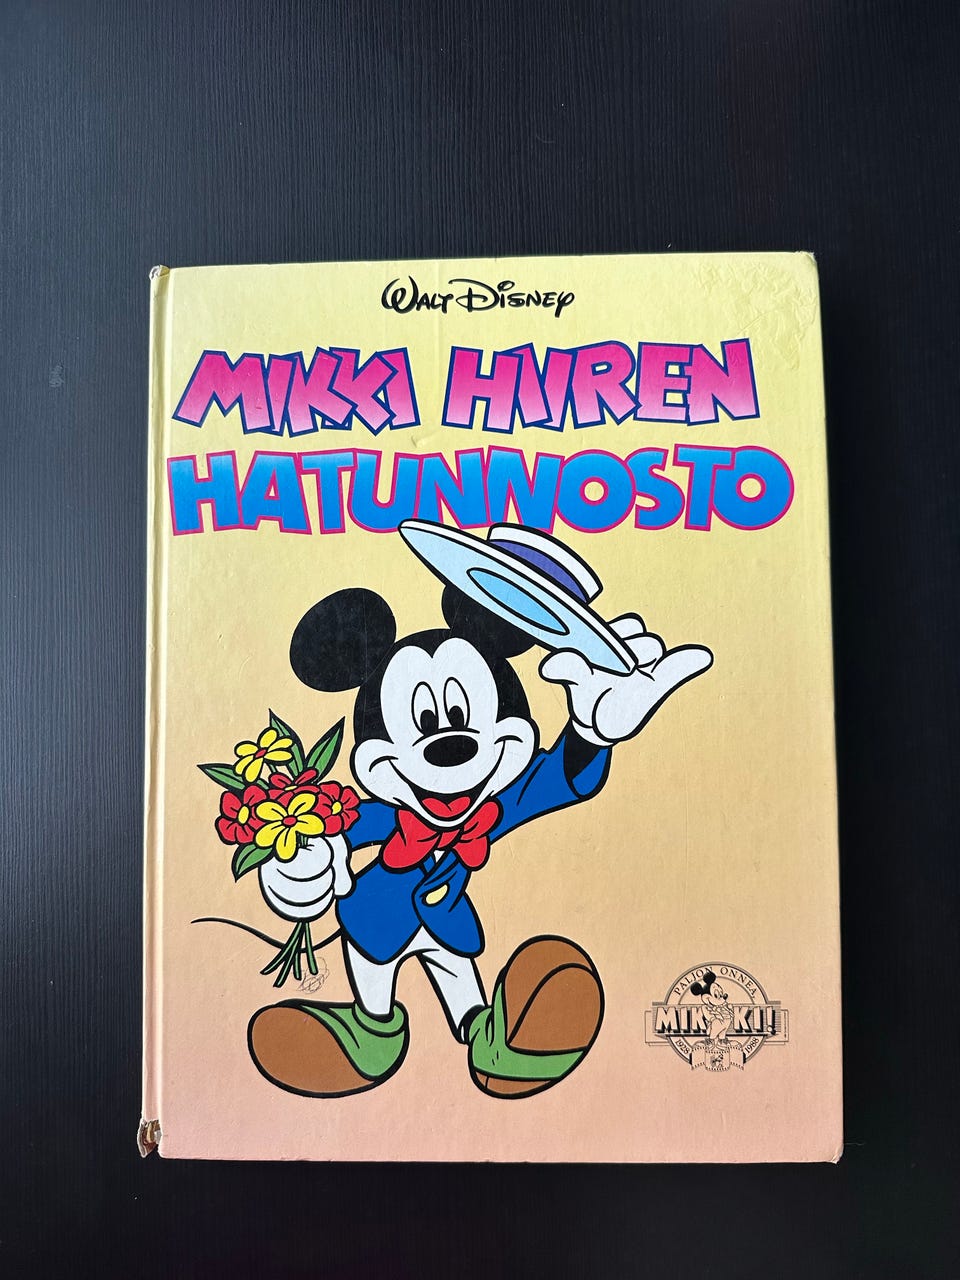 WALT DISNEY
MIKKI HIIREN
HATUNNOSTO
PALJON ONNEA
MIKKI!
1928 1988